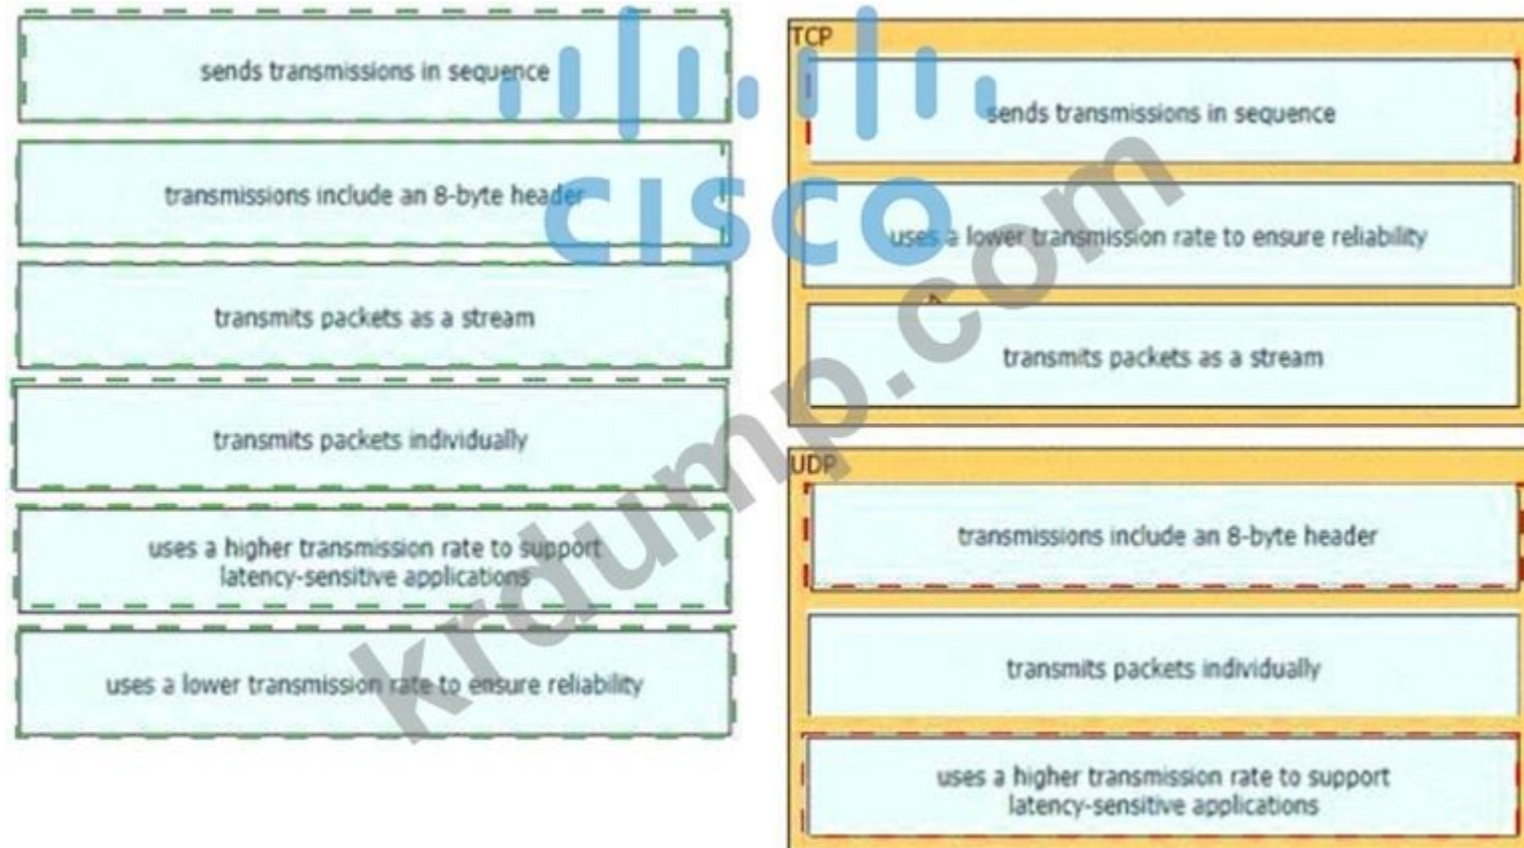 sends transmissions in sequence
transmissions include an 8-byte header
transmits packets as a stream
transmits packets individually
uses a higher transmission rate to support
latency-sensitive applications
uses a lower transmission rate to ensure reliability
TCP
sends transmissions in sequence
uses a lower transmission rate to ensure reliability
transmits packets as a stream
UDP
transmissions include an 8-byte header
transmits packets individually
uses a higher transmission rate to support
latency-sensitive applications
CISCO
krdump.com